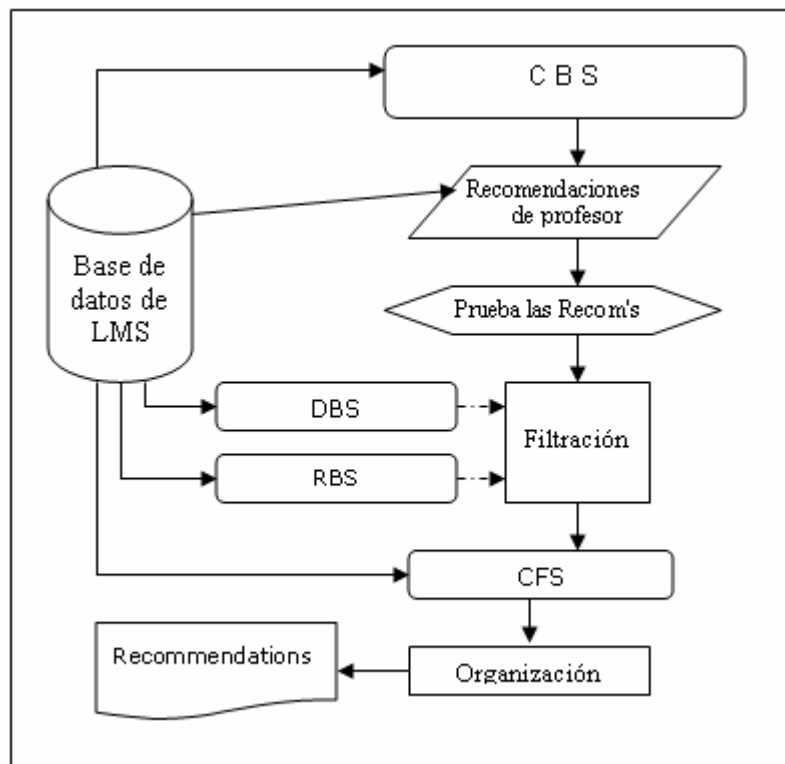 C B S
Recomendaciones
de profesor
Base de
datos de
LMS
Prueba las Recom's
DBS
Filtración
RBS
CFS
Recommendations
Organización